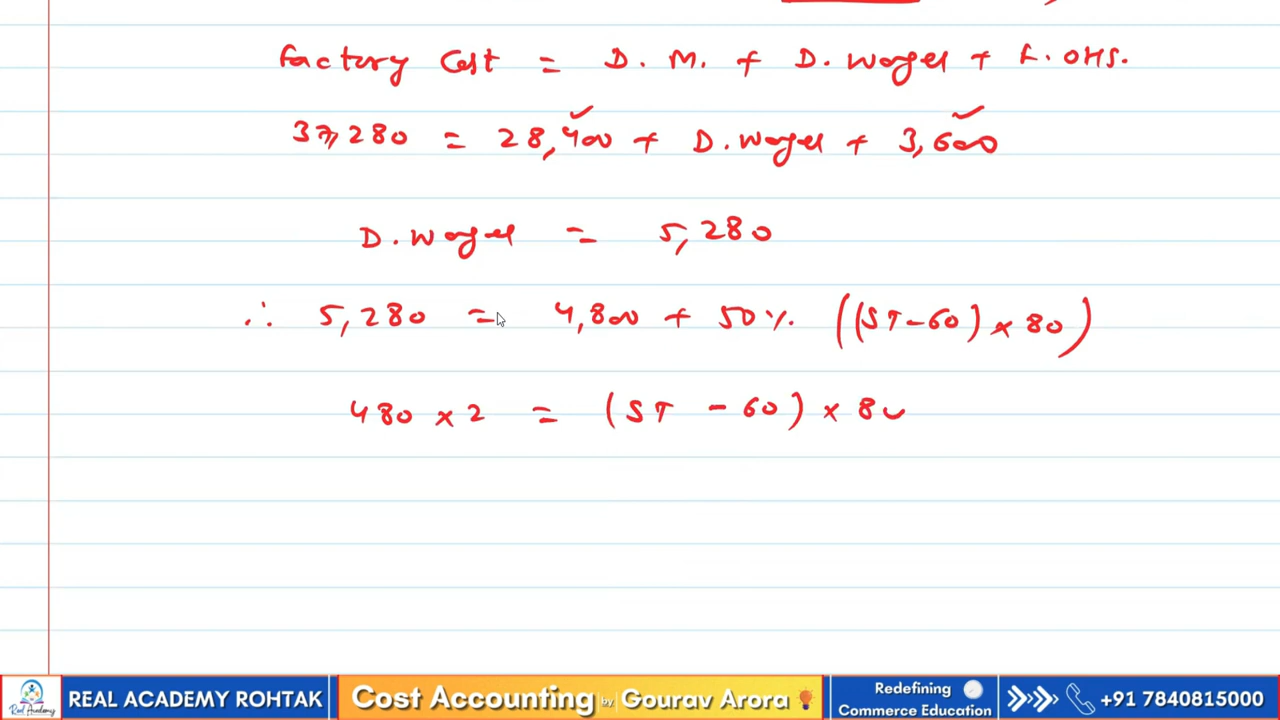 Factory Cost = D. M. + D. Wages + F. OHS.
37,280 = 28,400 + D. Wages + 3,600
D. Wages = 5,280
∴ 5,280 = 4,800 + 50% ((ST - 60) × 80)
480 × 2 = (ST - 60) × 80
Real Academy
REAL ACADEMY ROHTAK
Cost Accounting by Gourav Arora
Redefining
Commerce Education
+91 7840815000